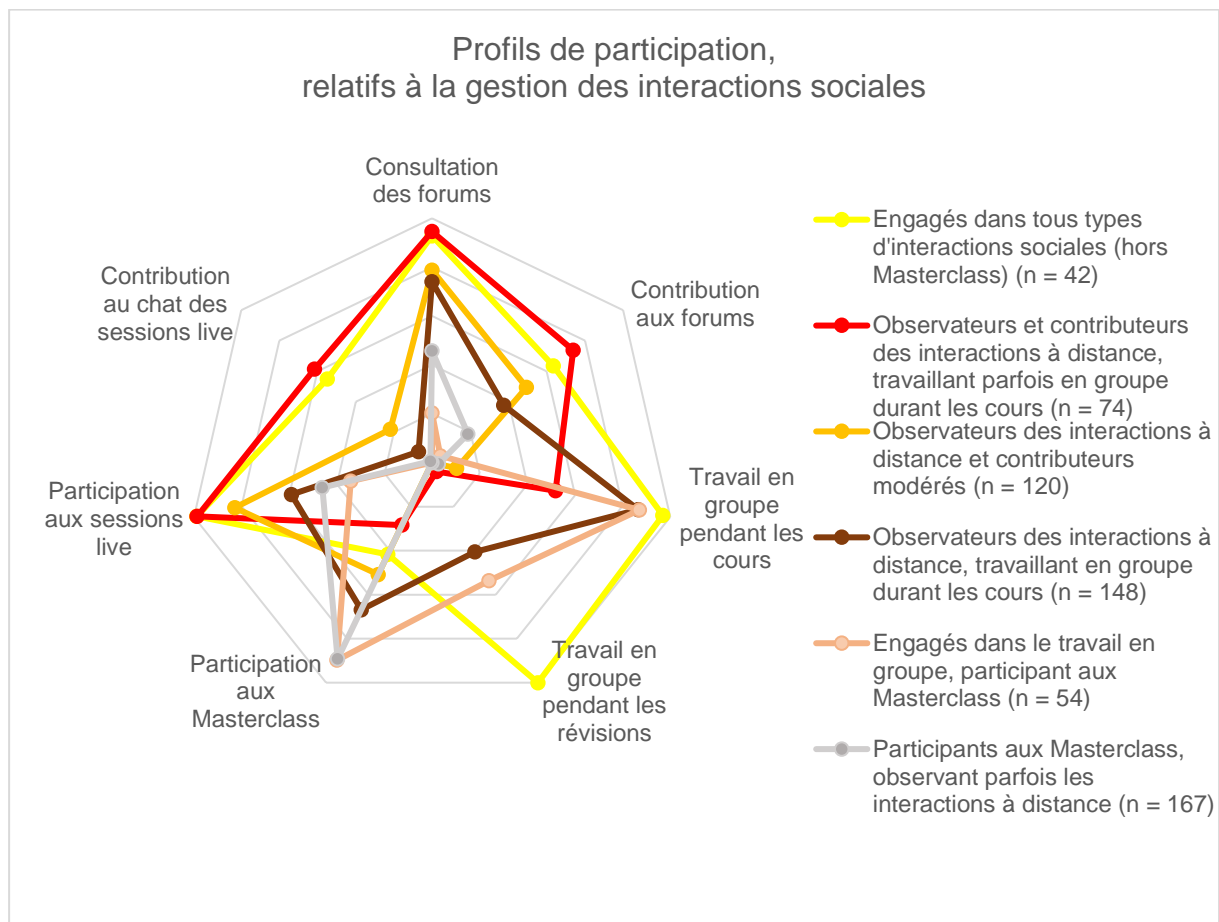 Profils de participation,
relatifs à la gestion des interactions sociales
Consultation
des forums
Contribution
aux forums
Travail en
groupe
pendant les
cours
Travail en
groupe
pendant les
révisions
Participation
aux
Masterclass
Participation
aux sessions
live
Contribution
au chat des
sessions live
Engagés dans tous types
d'interactions sociales (hors
Masterclass) (n = 42)
Observateurs et contributeurs
des interactions à distance,
travaillant parfois en groupe
durant les cours (n = 74)
Observateurs des interactions à
distance et contributeurs
modérés (n = 120)
Observateurs des interactions à
distance, travaillant en groupe
durant les cours (n = 148)
Engagés dans le travail en
groupe, participant aux
Masterclass (n = 54)
Participants aux Masterclass,
observant parfois les
interactions à distance (n = 167)